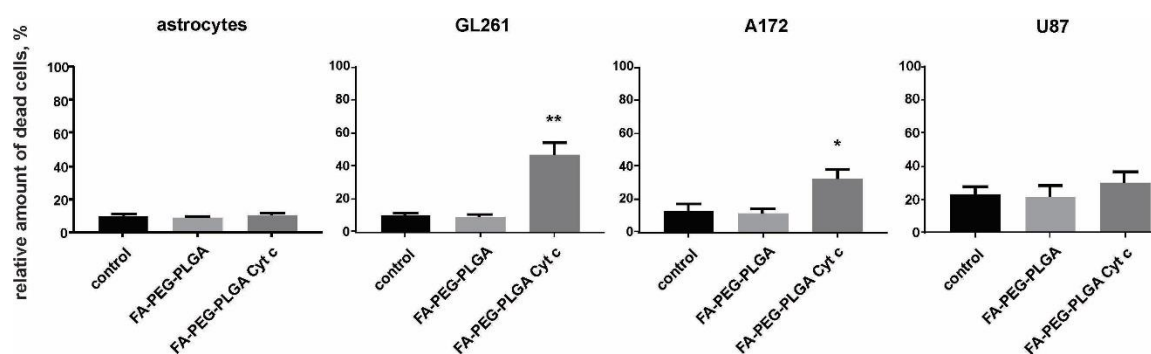 astrocytes
GL261
A172
U87
relative amount of dead cells, %
100
80
60
40
20
0
control
FA-PEG-PLGA
FA-PEG-PLGA Cyt c
100
80
60
40
20
0
**
control
FA-PEG-PLGA
FA-PEG-PLGA Cyt c
100
80
60
40
20
0
*
control
FA-PEG-PLGA
FA-PEG-PLGA Cyt c
100
80
60
40
20
0
control
FA-PEG-PLGA
FA-PEG-PLGA Cyt c